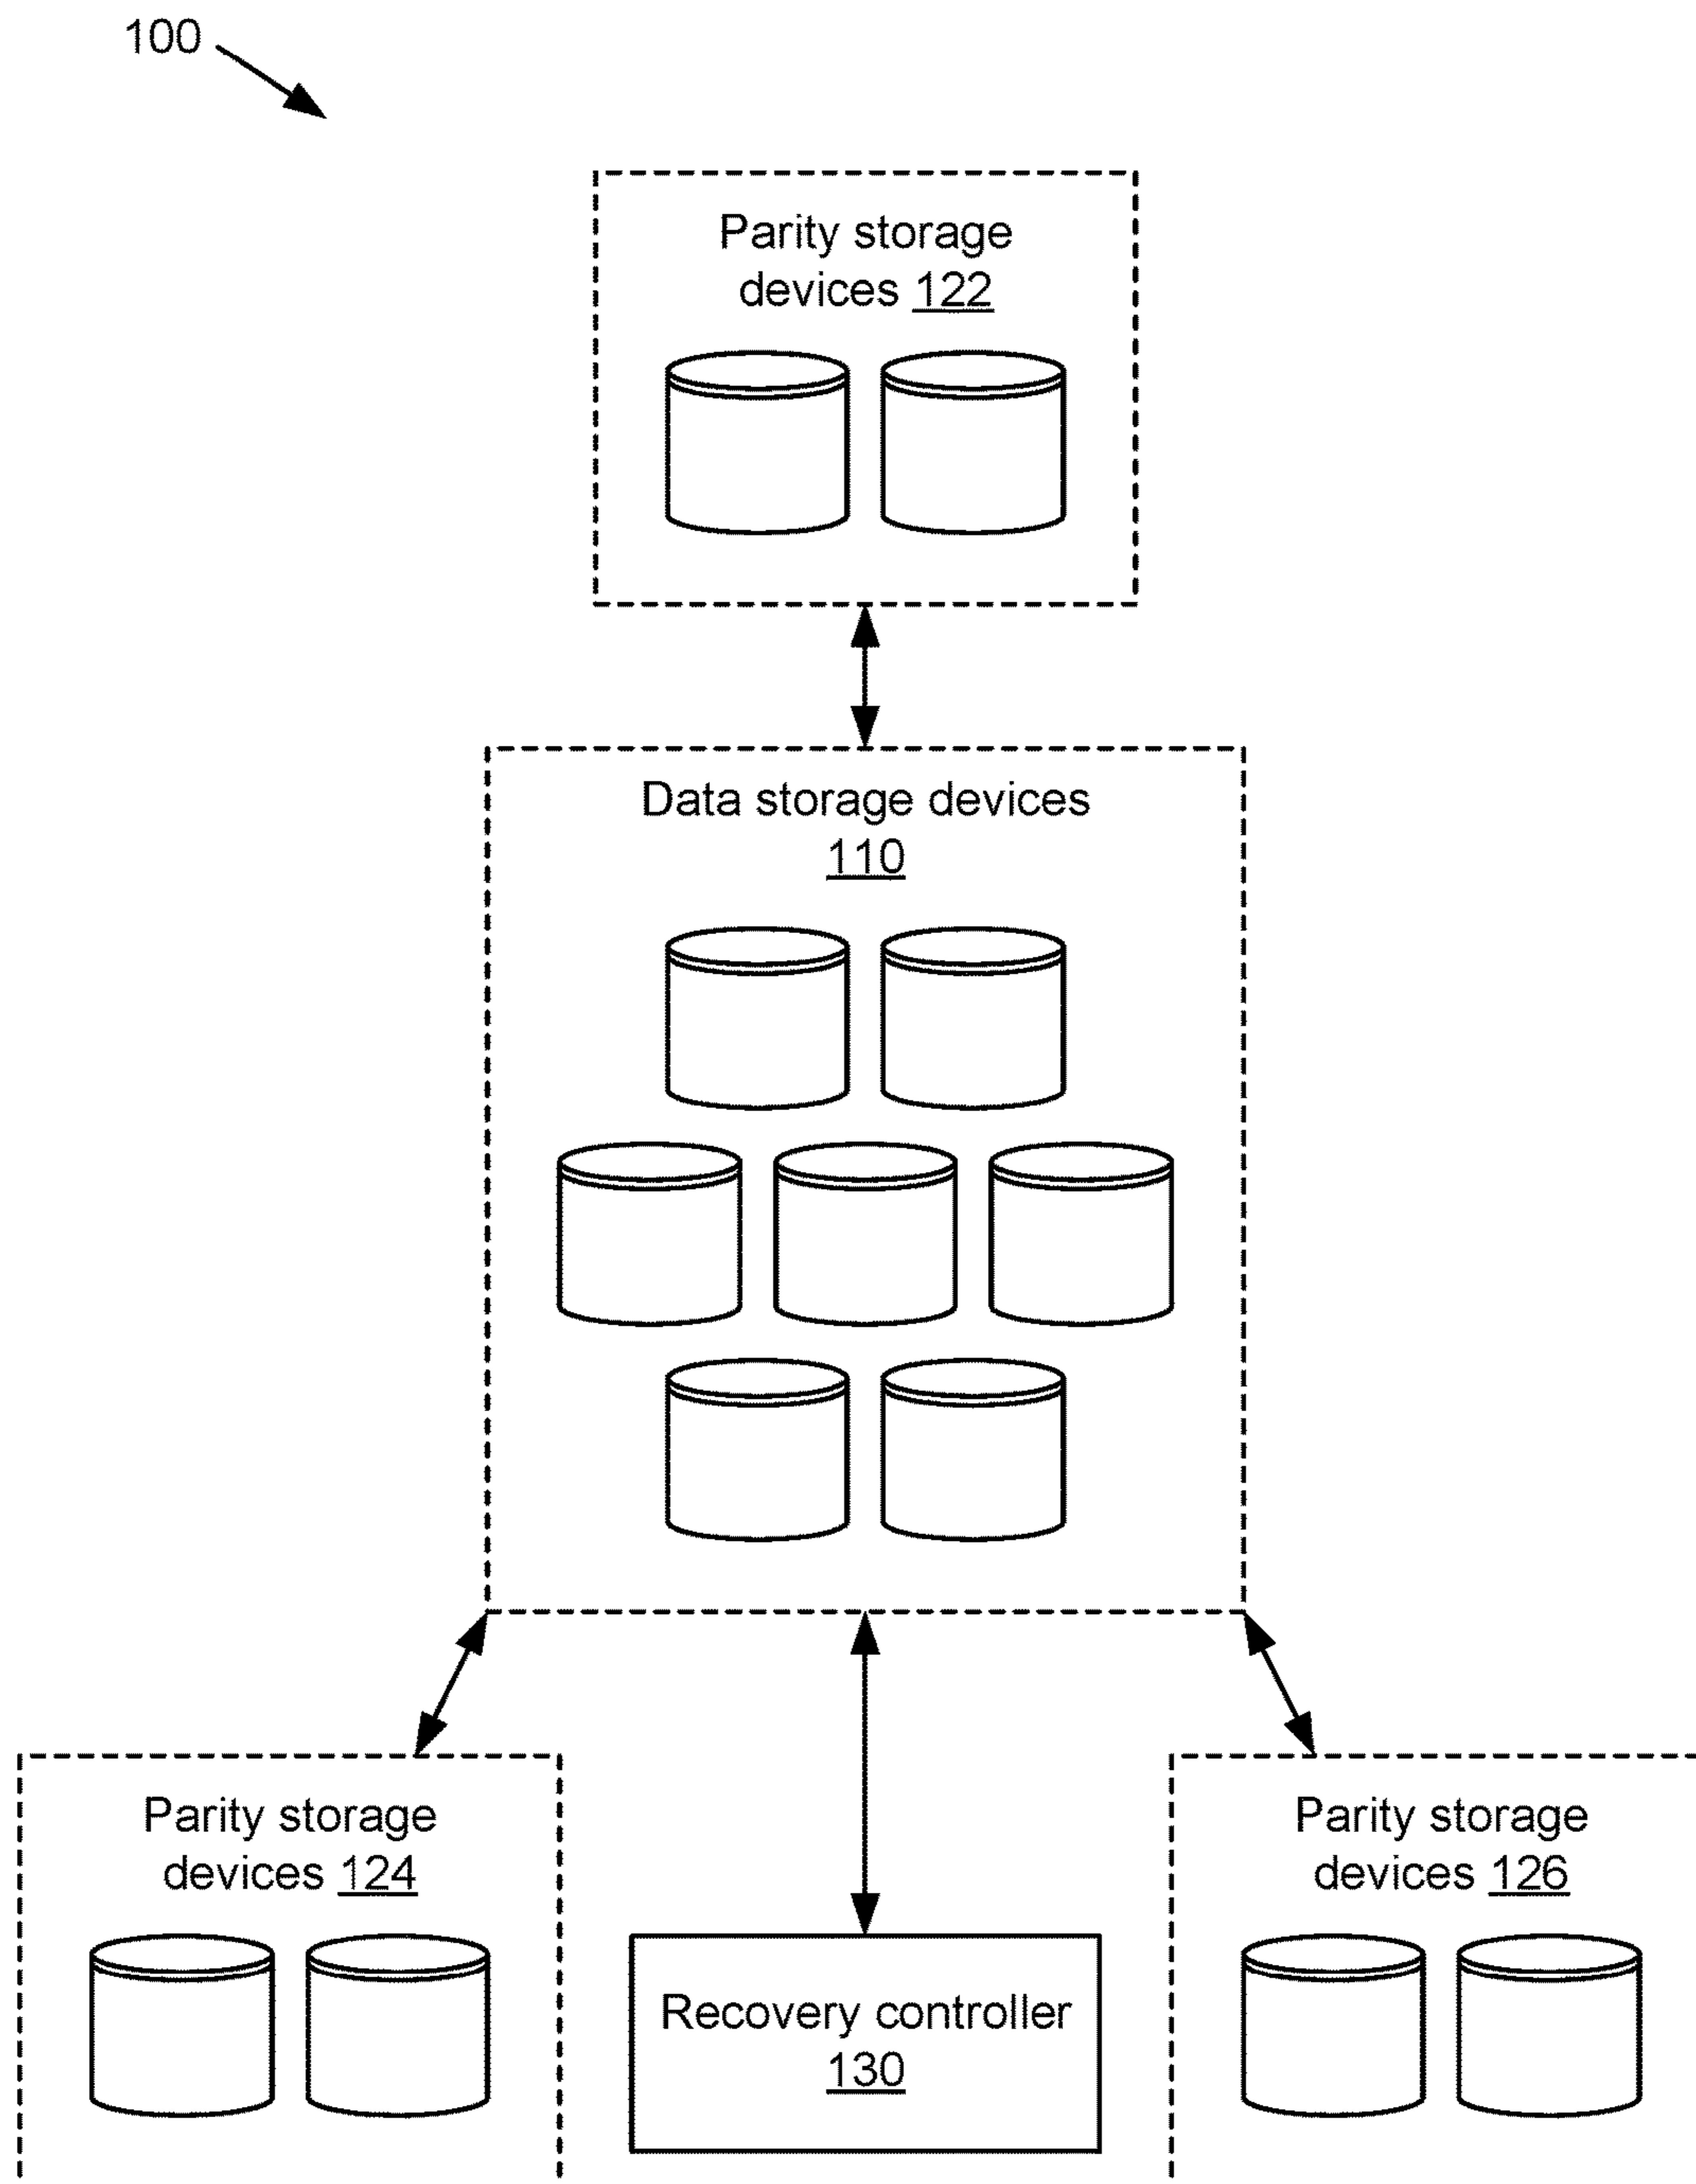 100
Parity storage
devices 122
Data storage devices
110
Parity storage
devices 124
Parity storage
devices 126
Recovery controller
130